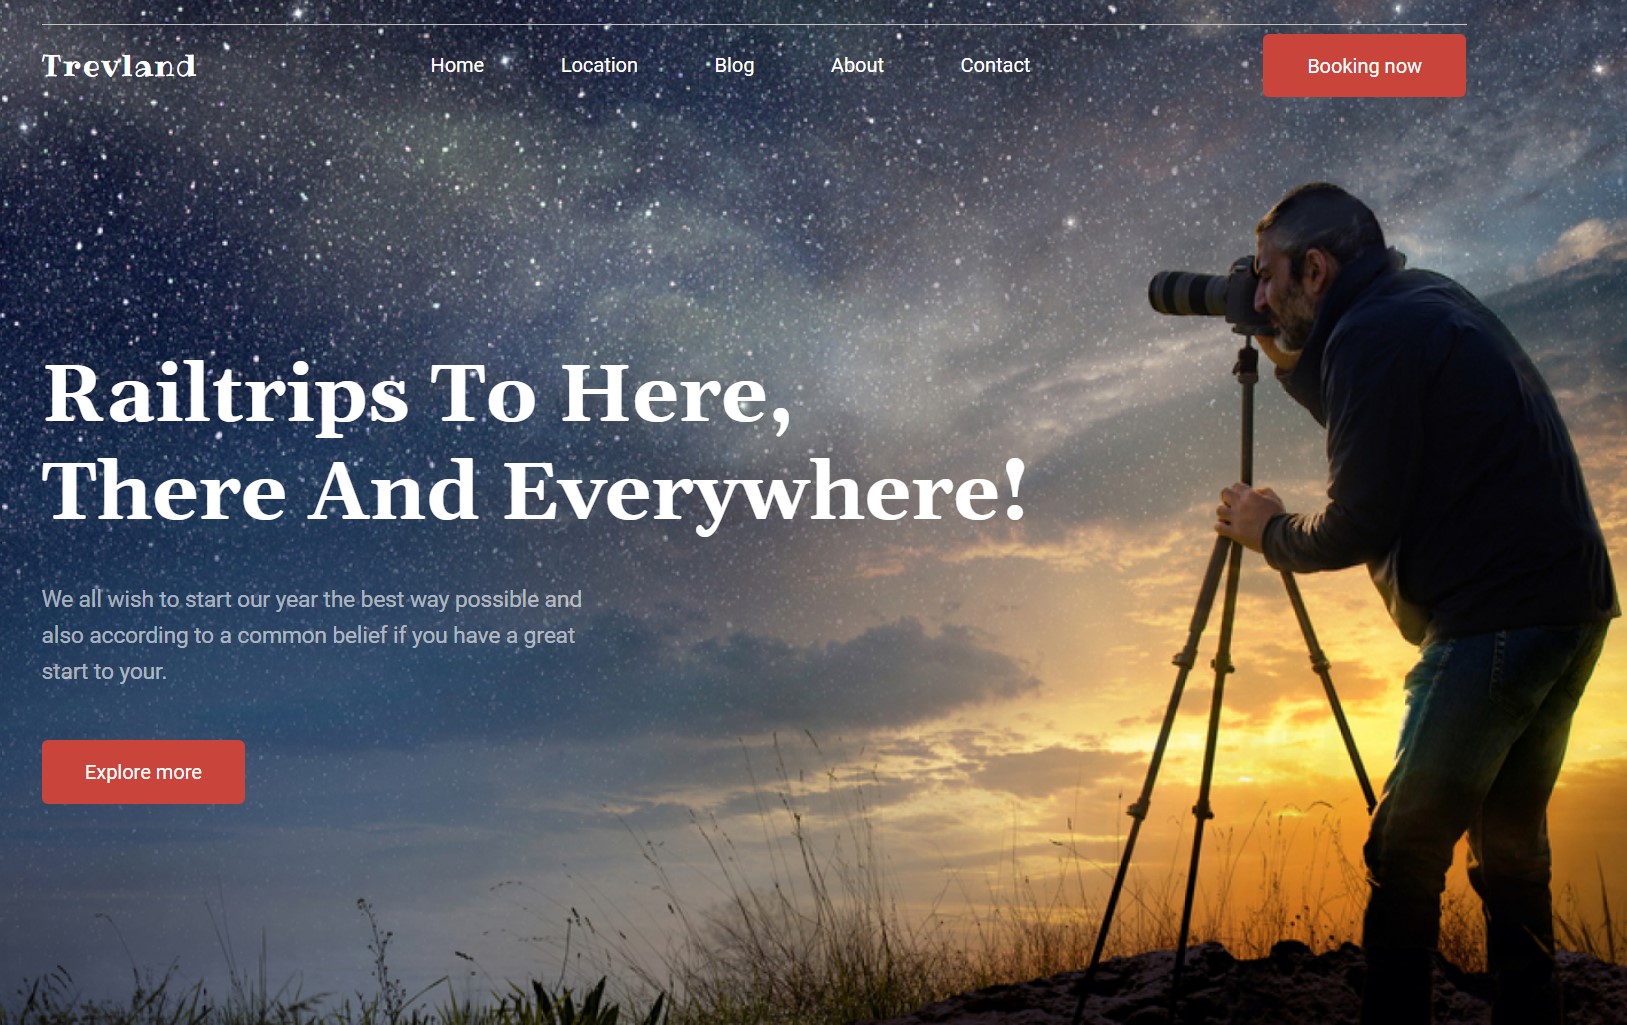 Trevland
Home
Location
Blog
About
Contact
Booking now
Railtrips To Here,
There And Everywhere!
We all wish to start our year the best way possible and
also according to a common belief if you have a great
start to your.
Explore more